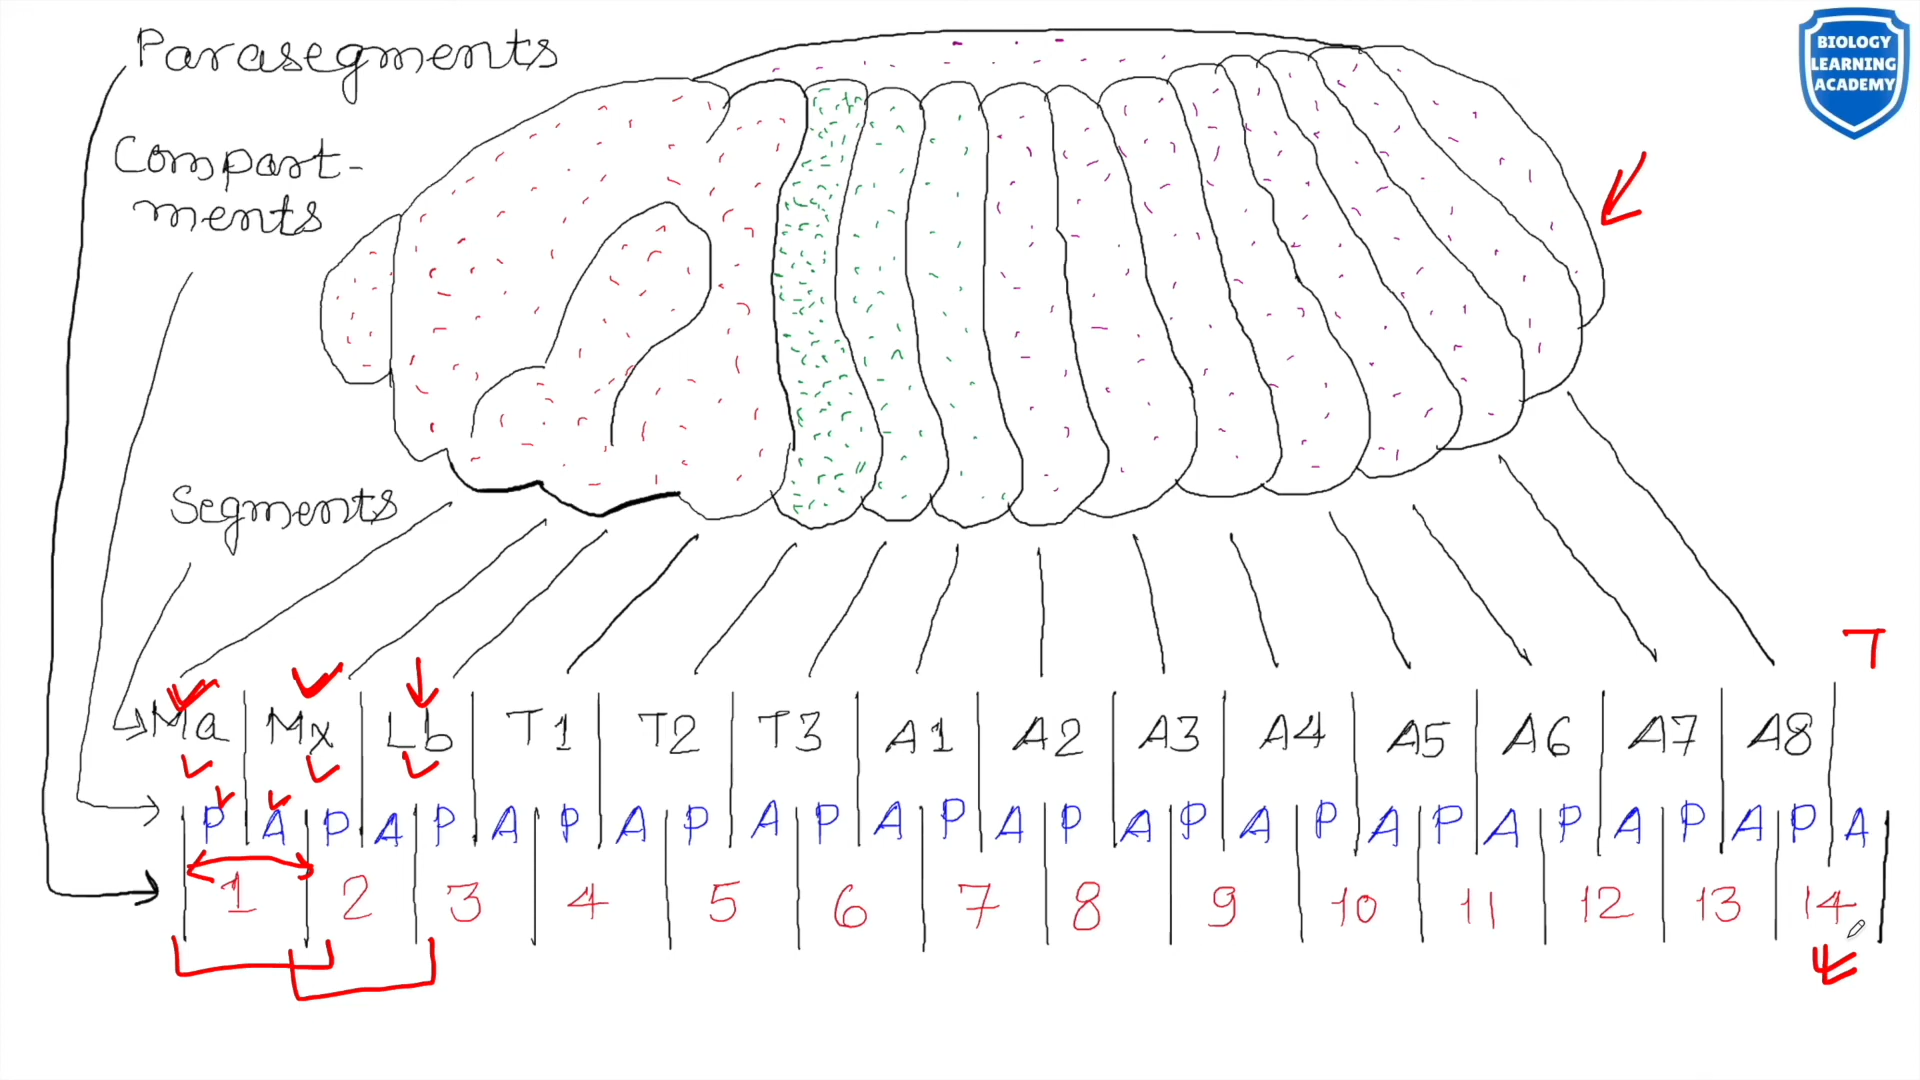 Parasegments
BIOLOGY
LEARNING
ACADEMY
Compart-
ments
Segments
T
Ma Mx Lb T1 T2 T3 A1 A2 A3 A4 A5 A6 A7 A8
P A P A P A P A P A P A P A P A P A P A P A P A P A P A
1 2 3 4 5 6 7 8 9 10 11 12 13 14